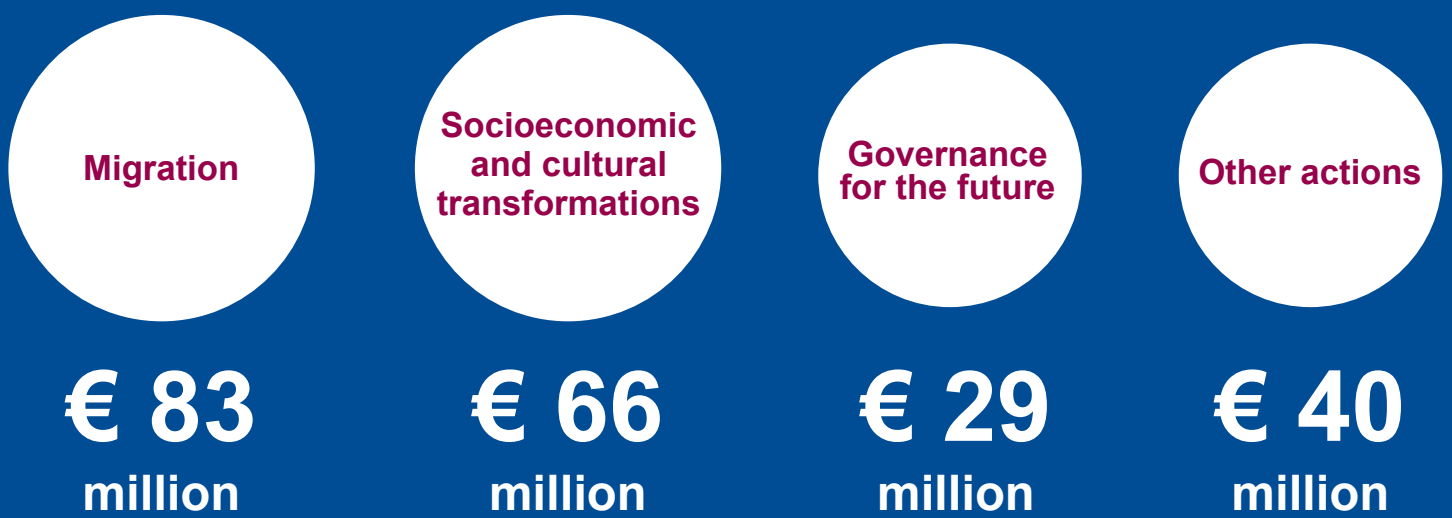 Migration
Socioeconomic
and cultural
transformations
Governance
for the future
Other actions
€ 83
million
€ 66
million
€ 29
million
€ 40
million